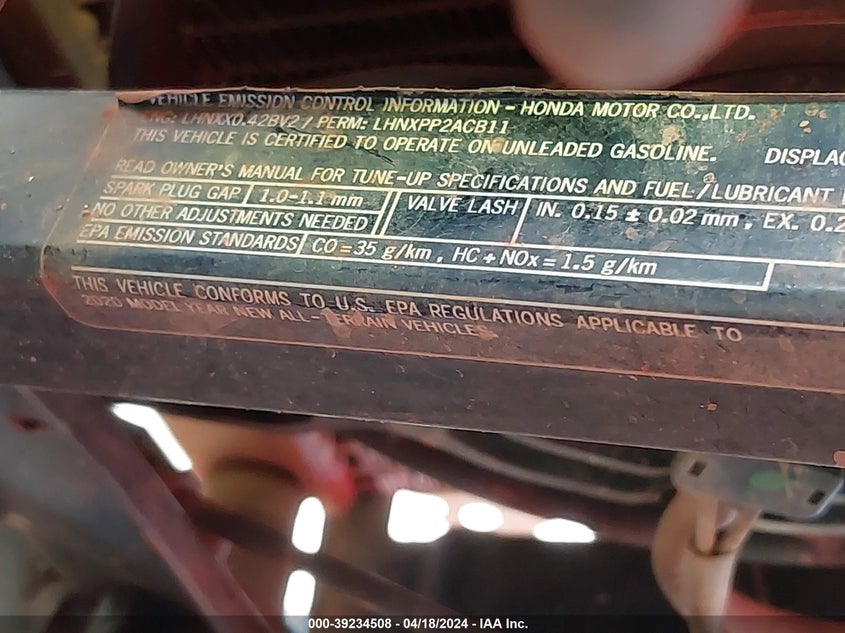 VEHICLE EMISSION CONTROL INFORMATION - HONDA MOTOR CO.,LTD.
ENG: LHNXX0.42BV2 / PERM: LHNXPP2ACB11
THIS VEHICLE IS CERTIFIED TO OPERATE ON UNLEADED GASOLINE. DISPLAC
READ OWNER'S MANUAL FOR TUNE-UP SPECIFICATIONS AND FUEL/LUBRICANT
SPARK PLUG GAP 1.0-1.1 mm VALVE LASH IN. 0.15 ± 0.02 mm , EX. 0.2
NO OTHER ADJUSTMENTS NEEDED
EPA EMISSION STANDARDS CO = 35 g/km , HC + NOx = 1.5 g/km
THIS VEHICLE CONFORMS TO U.S. EPA REGULATIONS APPLICABLE TO
2020 MODEL YEAR NEW ALL-TERRAIN VEHICLES.
000-39234508 - 04/18/2024 - IAA Inc.